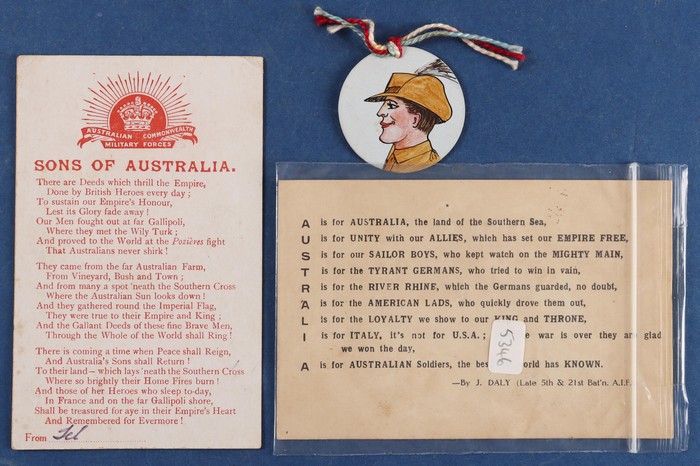 AUSTRALIAN COMMONWEALTH
MILITARY FORCES
SONS OF AUSTRALIA.
There are Deeds which thrill the Empire,
Done by British Heroes every day ;
To sustain our Empire's Honour,
Lest its Glory fade away !
Our Men fought out at far Gallipoli,
Where they met the Wily Turk ;
And proved to the World at the Pozières fight
That Australians never shirk !
They came from the far Australian Farm,
From Vineyard, Bush and Town ;
And from many a spot 'neath the Southern Cross
Where the Australian Sun looks down !
And they gathered round the Imperial Flag,
They were true to their Empire and King ;
And the Gallant Deeds of these fine Brave Men,
Through the Whole of the World shall Ring !
There is coming a time when Peace shall Reign,
And Australia's Sons shall Return !
To their land — which lays 'neath the Southern Cross
Where so brightly their Home Fires burn !
And those of her Heroes who sleep to-day,
In France and on the far Gallipoli shore,
Shall be treasured for aye in their Empire's Heart
And Remembered for Evermore !
From
A is for AUSTRALIA, the land of the Southern Sea,
U is for UNITY with our ALLIES, which has set our EMPIRE FREE,
S is for our SAILOR BOYS, who kept watch on the MIGHTY MAIN,
T is for the TYRANT GERMANS, who tried to win in vain,
R is for the RIVER RHINE, which the Germans guarded, no doubt,
A is for the AMERICAN LADS, who quickly drove them out,
L is for the LOYALTY we show to our KING and THRONE,
I is for ITALY, it's not for U.S.A. ; war is over they are glad
we won the day,
A is for AUSTRALIAN Soldiers, the bes world has KNOWN.
—By J. DALY (Late 5th & 21st Bat'n. A.I.F.
5346